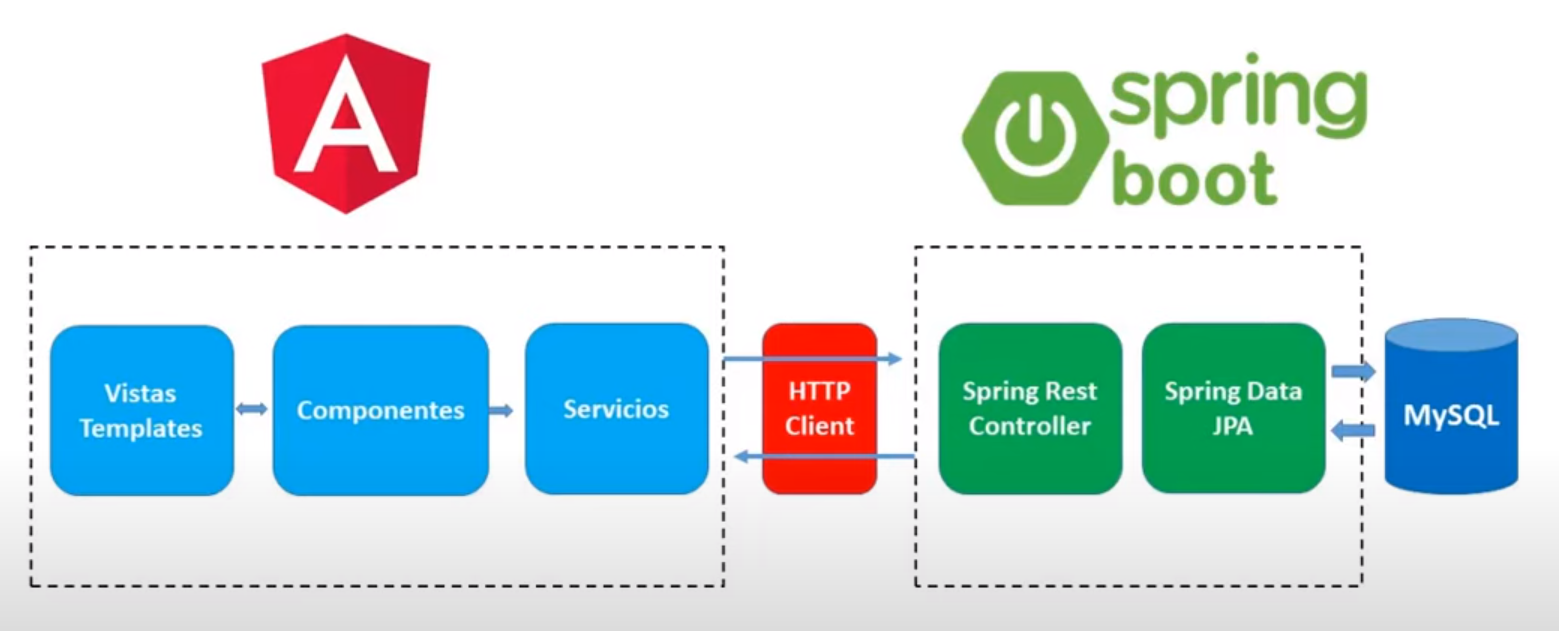 A
spring
boot
Vistas
Templates
Componentes
Servicios
HTTP
Client
Spring Rest
Controller
Spring Data
JPA
MySQL